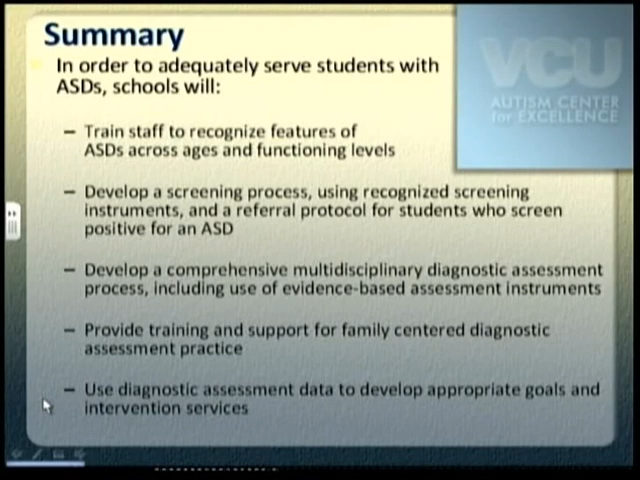 Summary
In order to adequately serve students with
ASDs, schools will:
– Train staff to recognize features of
ASDs across ages and functioning levels
– Develop a screening process, using recognized screening
instruments, and a referral protocol for students who screen
positive for an ASD
– Develop a comprehensive multidisciplinary diagnostic assessment
process, including use of evidence-based assessment instruments
– Provide training and support for family centered diagnostic
assessment practice
– Use diagnostic assessment data to develop appropriate goals and
intervention services
VCU
AUTISM CENTER
for EXCELLENCE